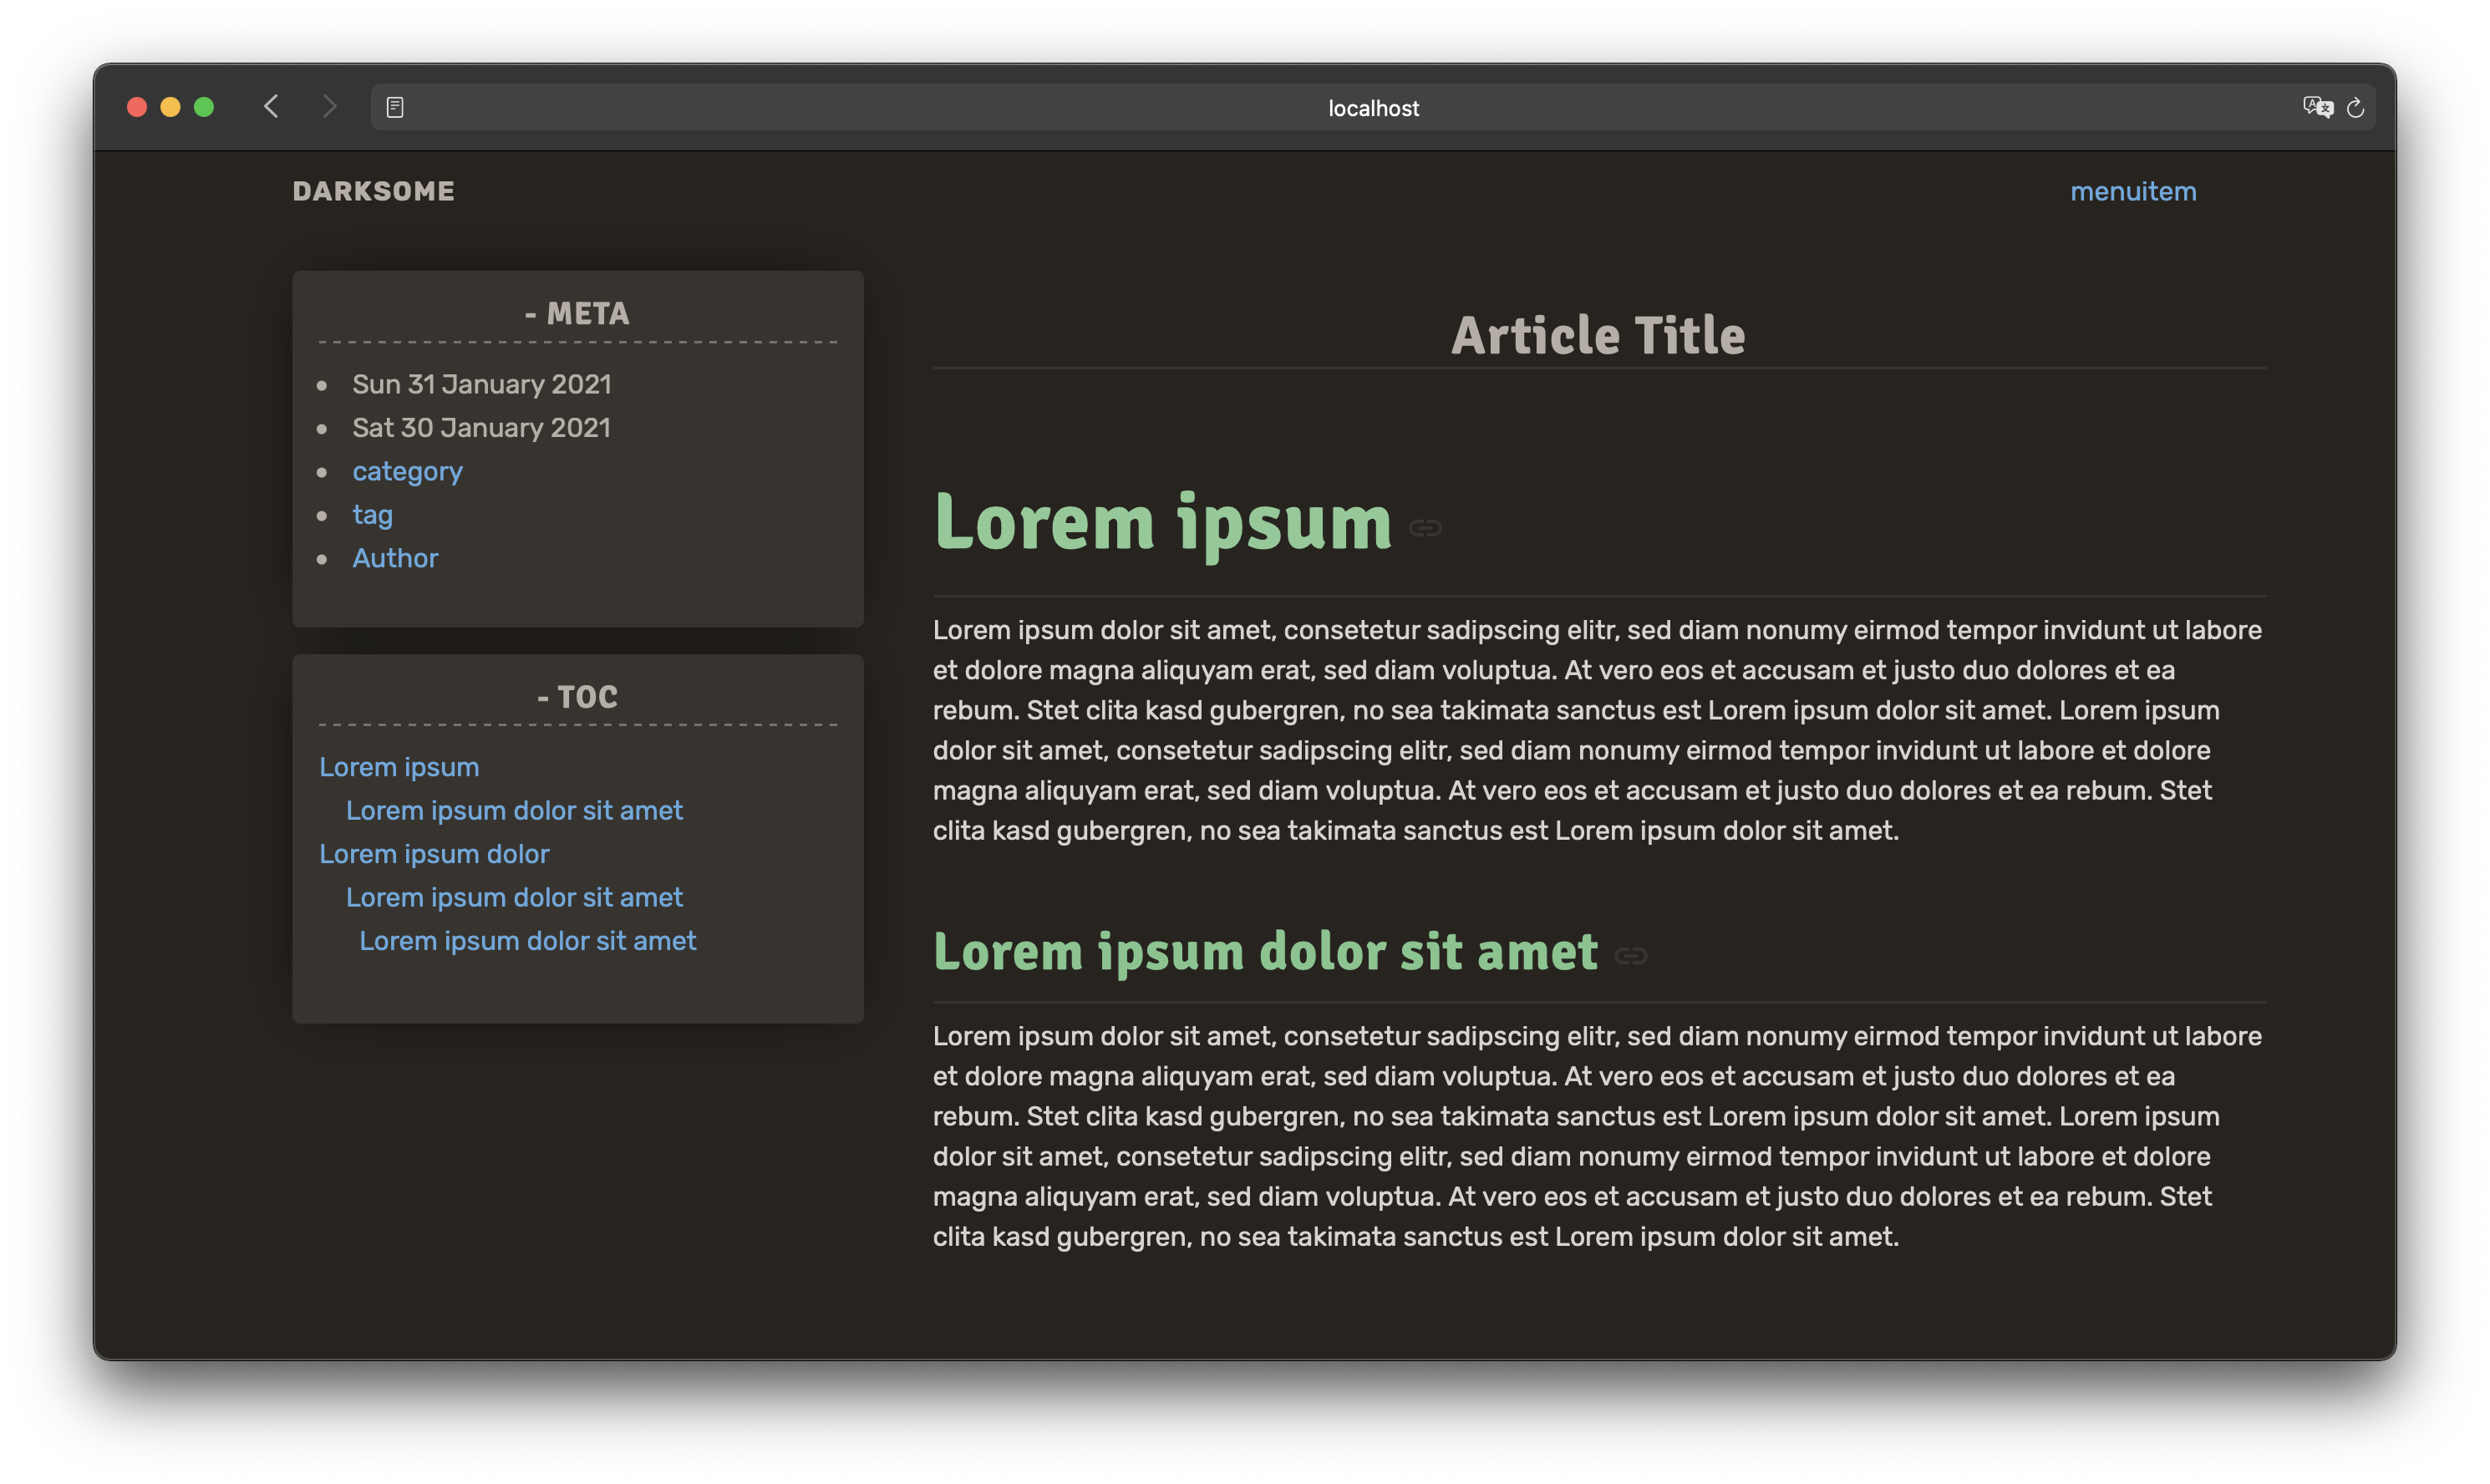 localhost
DARKSOME
menuitem
- META
Sun 31 January 2021
Sat 30 January 2021
category
tag
Author
- TOC
Lorem ipsum
Lorem ipsum dolor sit amet
Lorem ipsum dolor
Lorem ipsum dolor sit amet
Lorem ipsum dolor sit amet
Article Title
Lorem ipsum
Lorem ipsum dolor sit amet, consetetur sadipscing elitr, sed diam nonumy eirmod tempor invidunt ut labore
et dolore magna aliquyam erat, sed diam voluptua. At vero eos et accusam et justo duo dolores et ea
rebum. Stet clita kasd gubergren, no sea takimata sanctus est Lorem ipsum dolor sit amet. Lorem ipsum
dolor sit amet, consetetur sadipscing elitr, sed diam nonumy eirmod tempor invidunt ut labore et dolore
magna aliquyam erat, sed diam voluptua. At vero eos et accusam et justo duo dolores et ea rebum. Stet
clita kasd gubergren, no sea takimata sanctus est Lorem ipsum dolor sit amet.
Lorem ipsum dolor sit amet
Lorem ipsum dolor sit amet, consetetur sadipscing elitr, sed diam nonumy eirmod tempor invidunt ut labore
et dolore magna aliquyam erat, sed diam voluptua. At vero eos et accusam et justo duo dolores et ea
rebum. Stet clita kasd gubergren, no sea takimata sanctus est Lorem ipsum dolor sit amet. Lorem ipsum
dolor sit amet, consetetur sadipscing elitr, sed diam nonumy eirmod tempor invidunt ut labore et dolore
magna aliquyam erat, sed diam voluptua. At vero eos et accusam et justo duo dolores et ea rebum. Stet
clita kasd gubergren, no sea takimata sanctus est Lorem ipsum dolor sit amet.